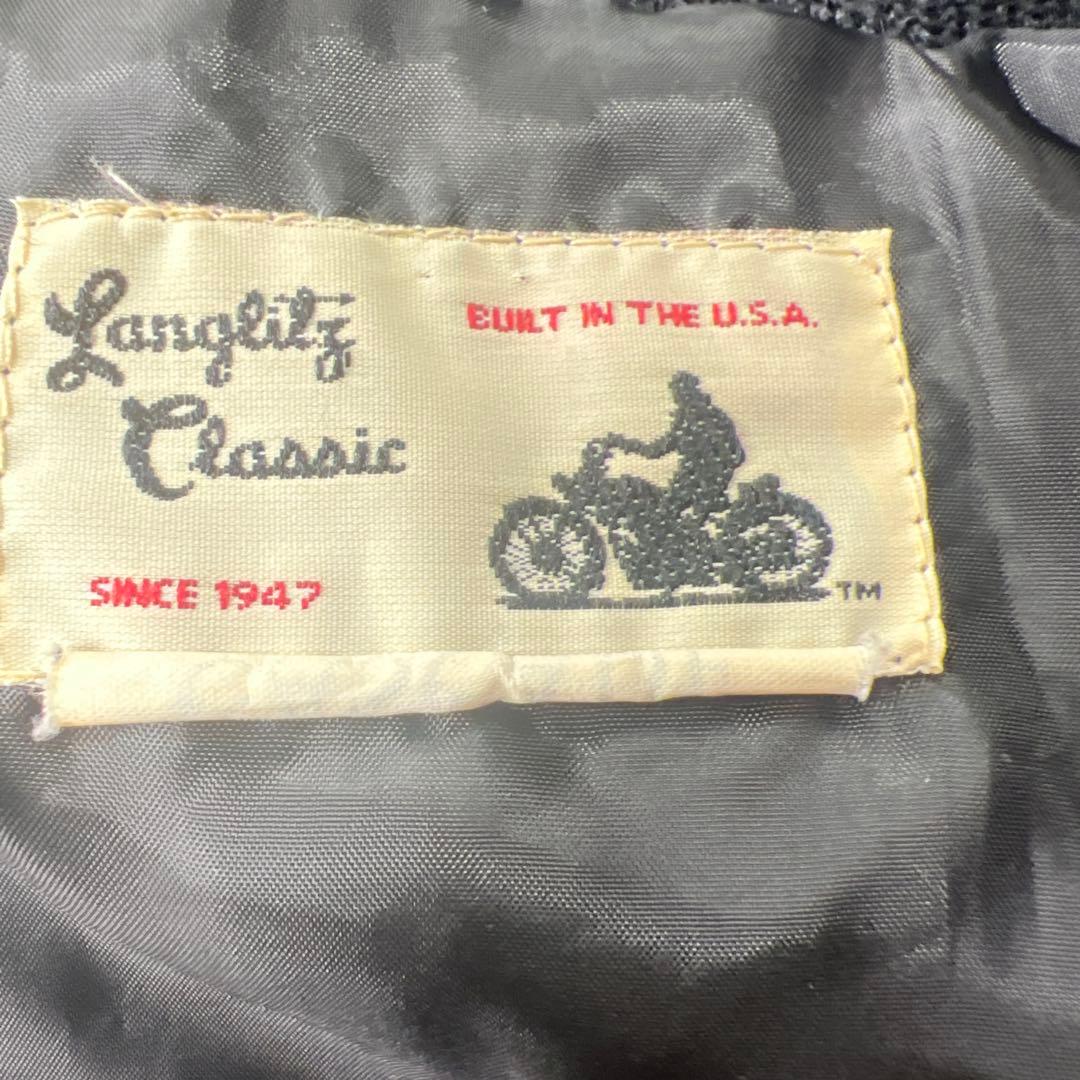 Langlitz
Classic
BUILT IN THE U.S.A.
SINCE 1947
TM